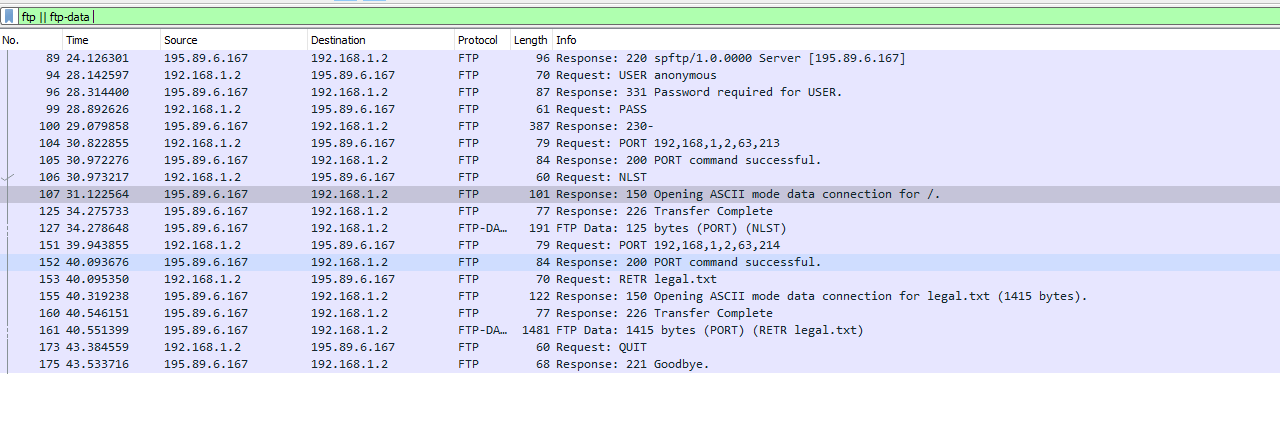 ftp || ftp-data
No. Time Source Destination Protocol Length Info
89 24.126301 195.89.6.167 192.168.1.2 FTP 96 Response: 220 spftp/1.0.0000 Server [195.89.6.167]
94 28.142597 192.168.1.2 195.89.6.167 FTP 70 Request: USER anonymous
96 28.314400 195.89.6.167 192.168.1.2 FTP 87 Response: 331 Password required for USER.
99 28.892626 192.168.1.2 195.89.6.167 FTP 61 Request: PASS
100 29.079858 195.89.6.167 192.168.1.2 FTP 387 Response: 230-
104 30.822855 192.168.1.2 195.89.6.167 FTP 79 Request: PORT 192,168,1,2,63,213
105 30.972276 195.89.6.167 192.168.1.2 FTP 84 Response: 200 PORT command successful.
106 30.973217 192.168.1.2 195.89.6.167 FTP 60 Request: NLST
107 31.122564 195.89.6.167 192.168.1.2 FTP 101 Response: 150 Opening ASCII mode data connection for /.
125 34.275733 195.89.6.167 192.168.1.2 FTP 77 Response: 226 Transfer Complete
127 34.278648 195.89.6.167 192.168.1.2 FTP-DA… 191 FTP Data: 125 bytes (PORT) (NLST)
151 39.943855 192.168.1.2 195.89.6.167 FTP 79 Request: PORT 192,168,1,2,63,214
152 40.093676 195.89.6.167 192.168.1.2 FTP 84 Response: 200 PORT command successful.
153 40.095350 192.168.1.2 195.89.6.167 FTP 70 Request: RETR legal.txt
155 40.319238 195.89.6.167 192.168.1.2 FTP 122 Response: 150 Opening ASCII mode data connection for legal.txt (1415 bytes).
160 40.546151 195.89.6.167 192.168.1.2 FTP 77 Response: 226 Transfer Complete
161 40.551399 195.89.6.167 192.168.1.2 FTP-DA… 1481 FTP Data: 1415 bytes (PORT) (RETR legal.txt)
173 43.384559 192.168.1.2 195.89.6.167 FTP 60 Request: QUIT
175 43.533716 195.89.6.167 192.168.1.2 FTP 68 Response: 221 Goodbye.